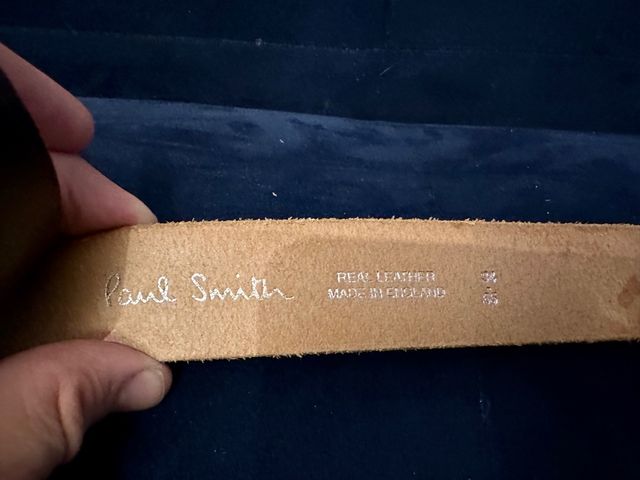 Paul Smith
REAL LEATHER
MADE IN ENGLAND
34
85